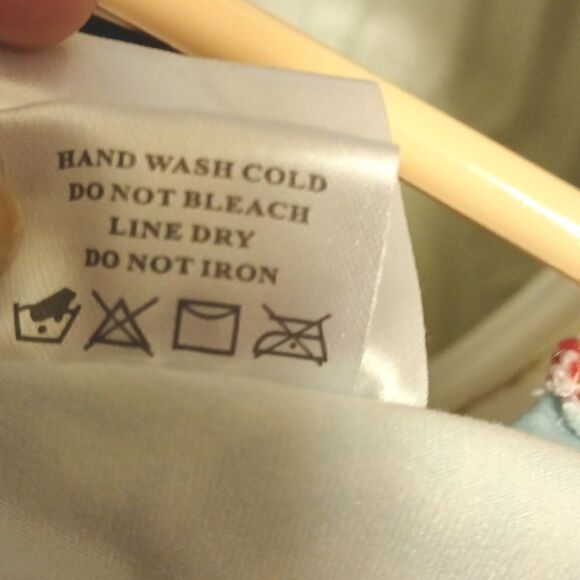 HAND WASH COLD
DO NOT BLEACH
LINE DRY
DO NOT IRON